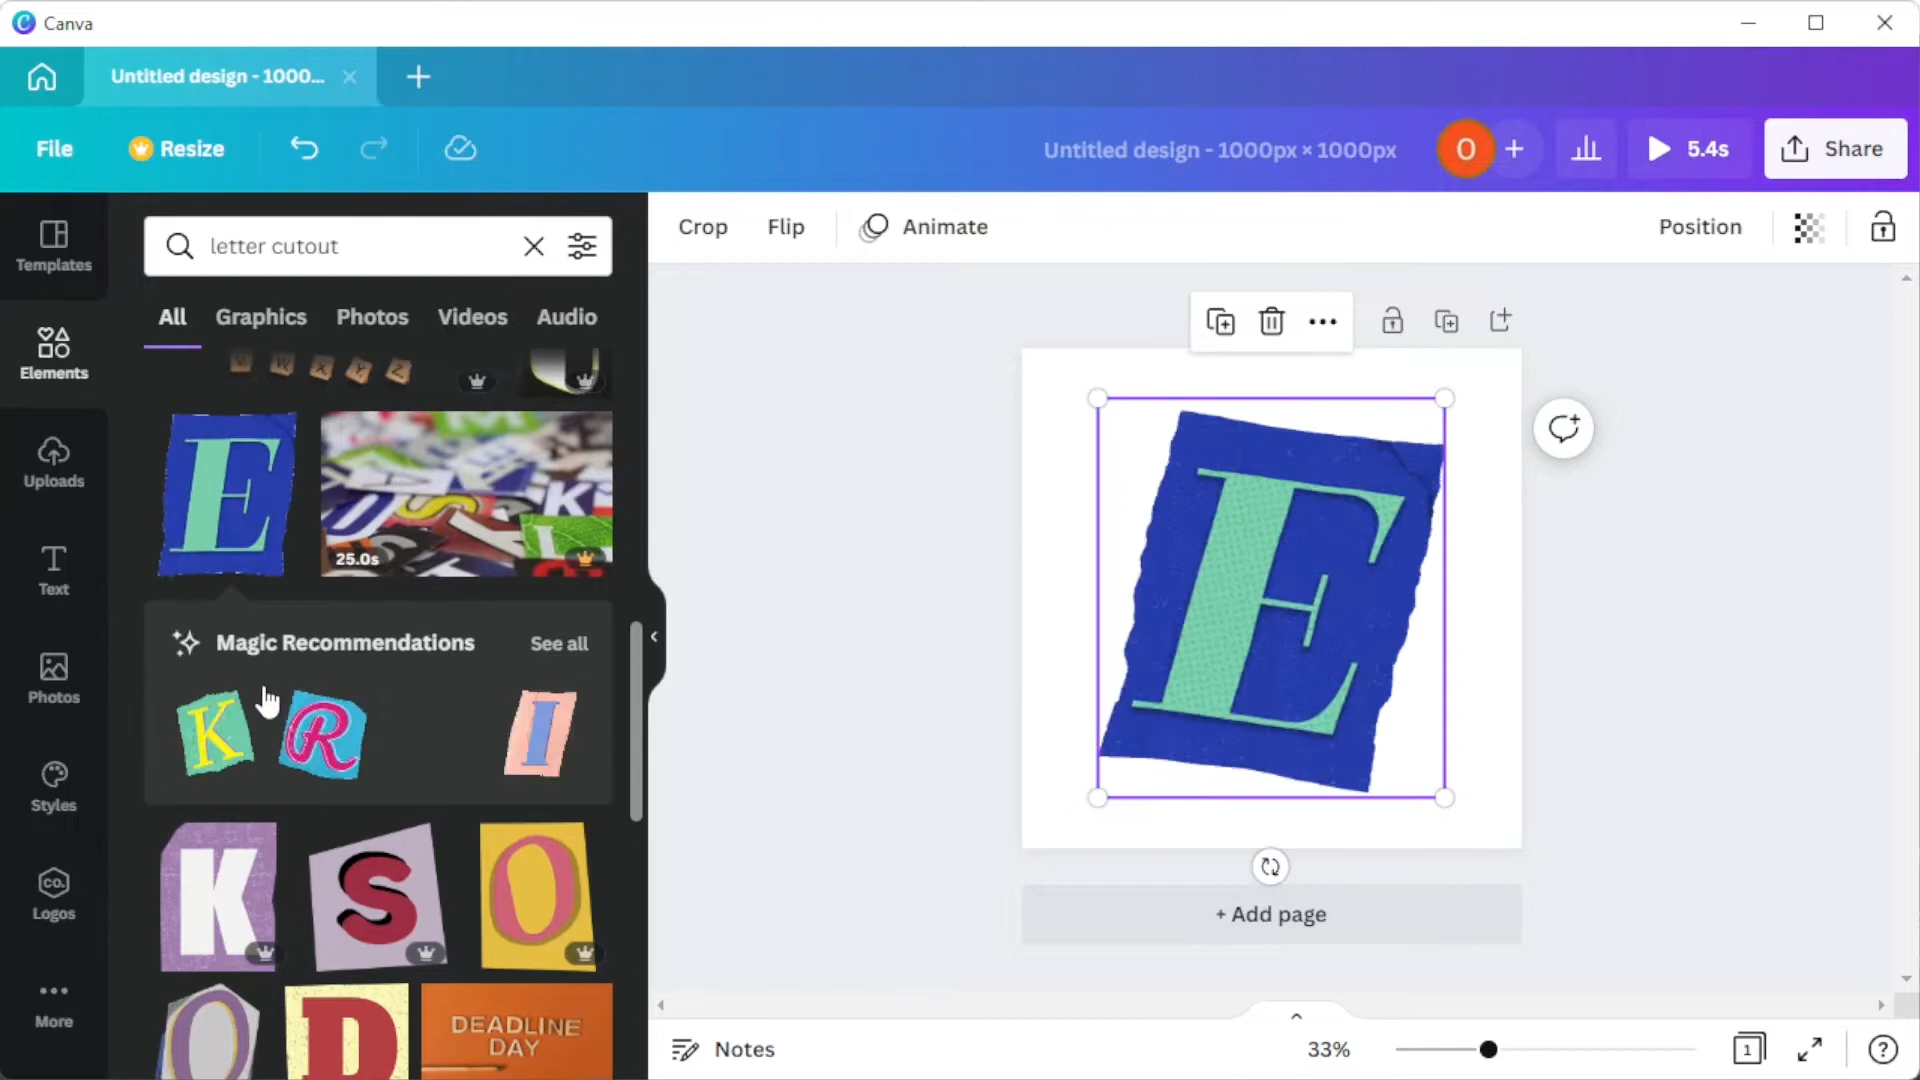 Canva
Untitled design - 1000...
File
Resize
Untitled design - 1000px × 1000px
O
5.4s
Share
Templates
Elements
Uploads
Text
Photos
Styles
CO.
Logos
More
letter cutout
All
Graphics
Photos
Videos
Audio
W X Y Z
E
25.0s
Magic Recommendations
See all
K
R
I
K
S
O
O
D
DEADLINE
DAY
Crop
Flip
Animate
Position
E
+ Add page
Notes
33%
1
?